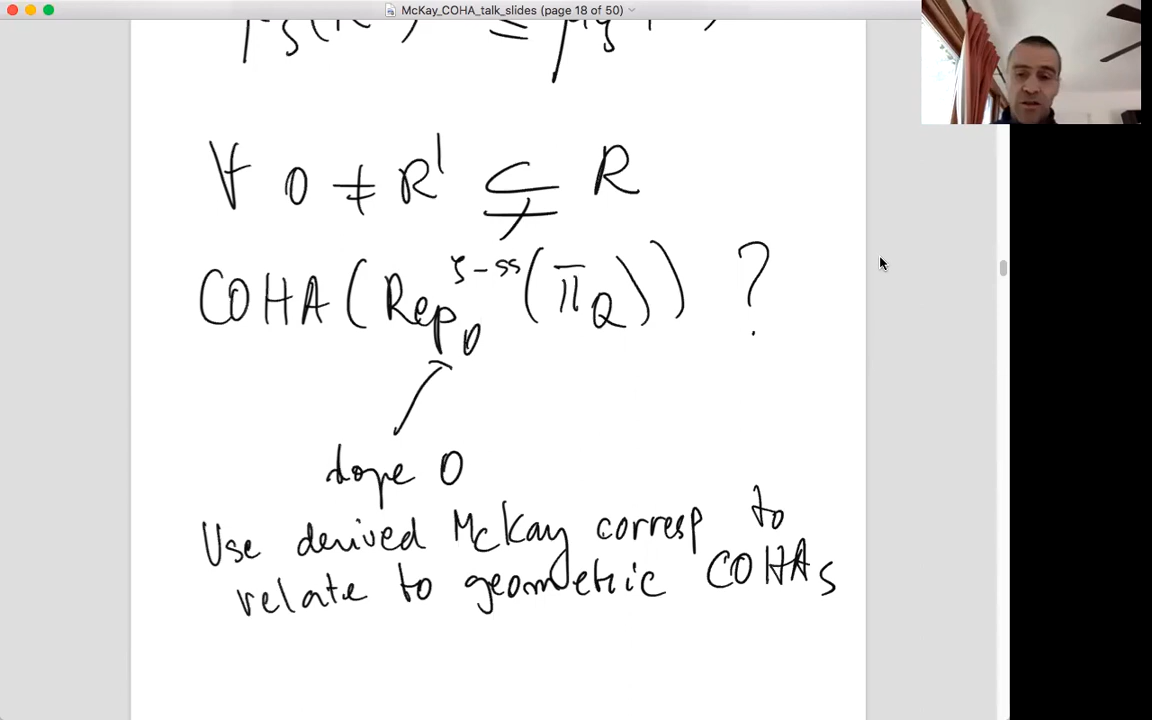 McKay_COHA_talk_slides (page 18 of 50)
∀ 0 ≠ R' ⊊ R
COHA(Rep₀^{ζ-ss}(Π_Q)) ?
slope 0
Use derived McKay corresp to
relate to geometric COHAs